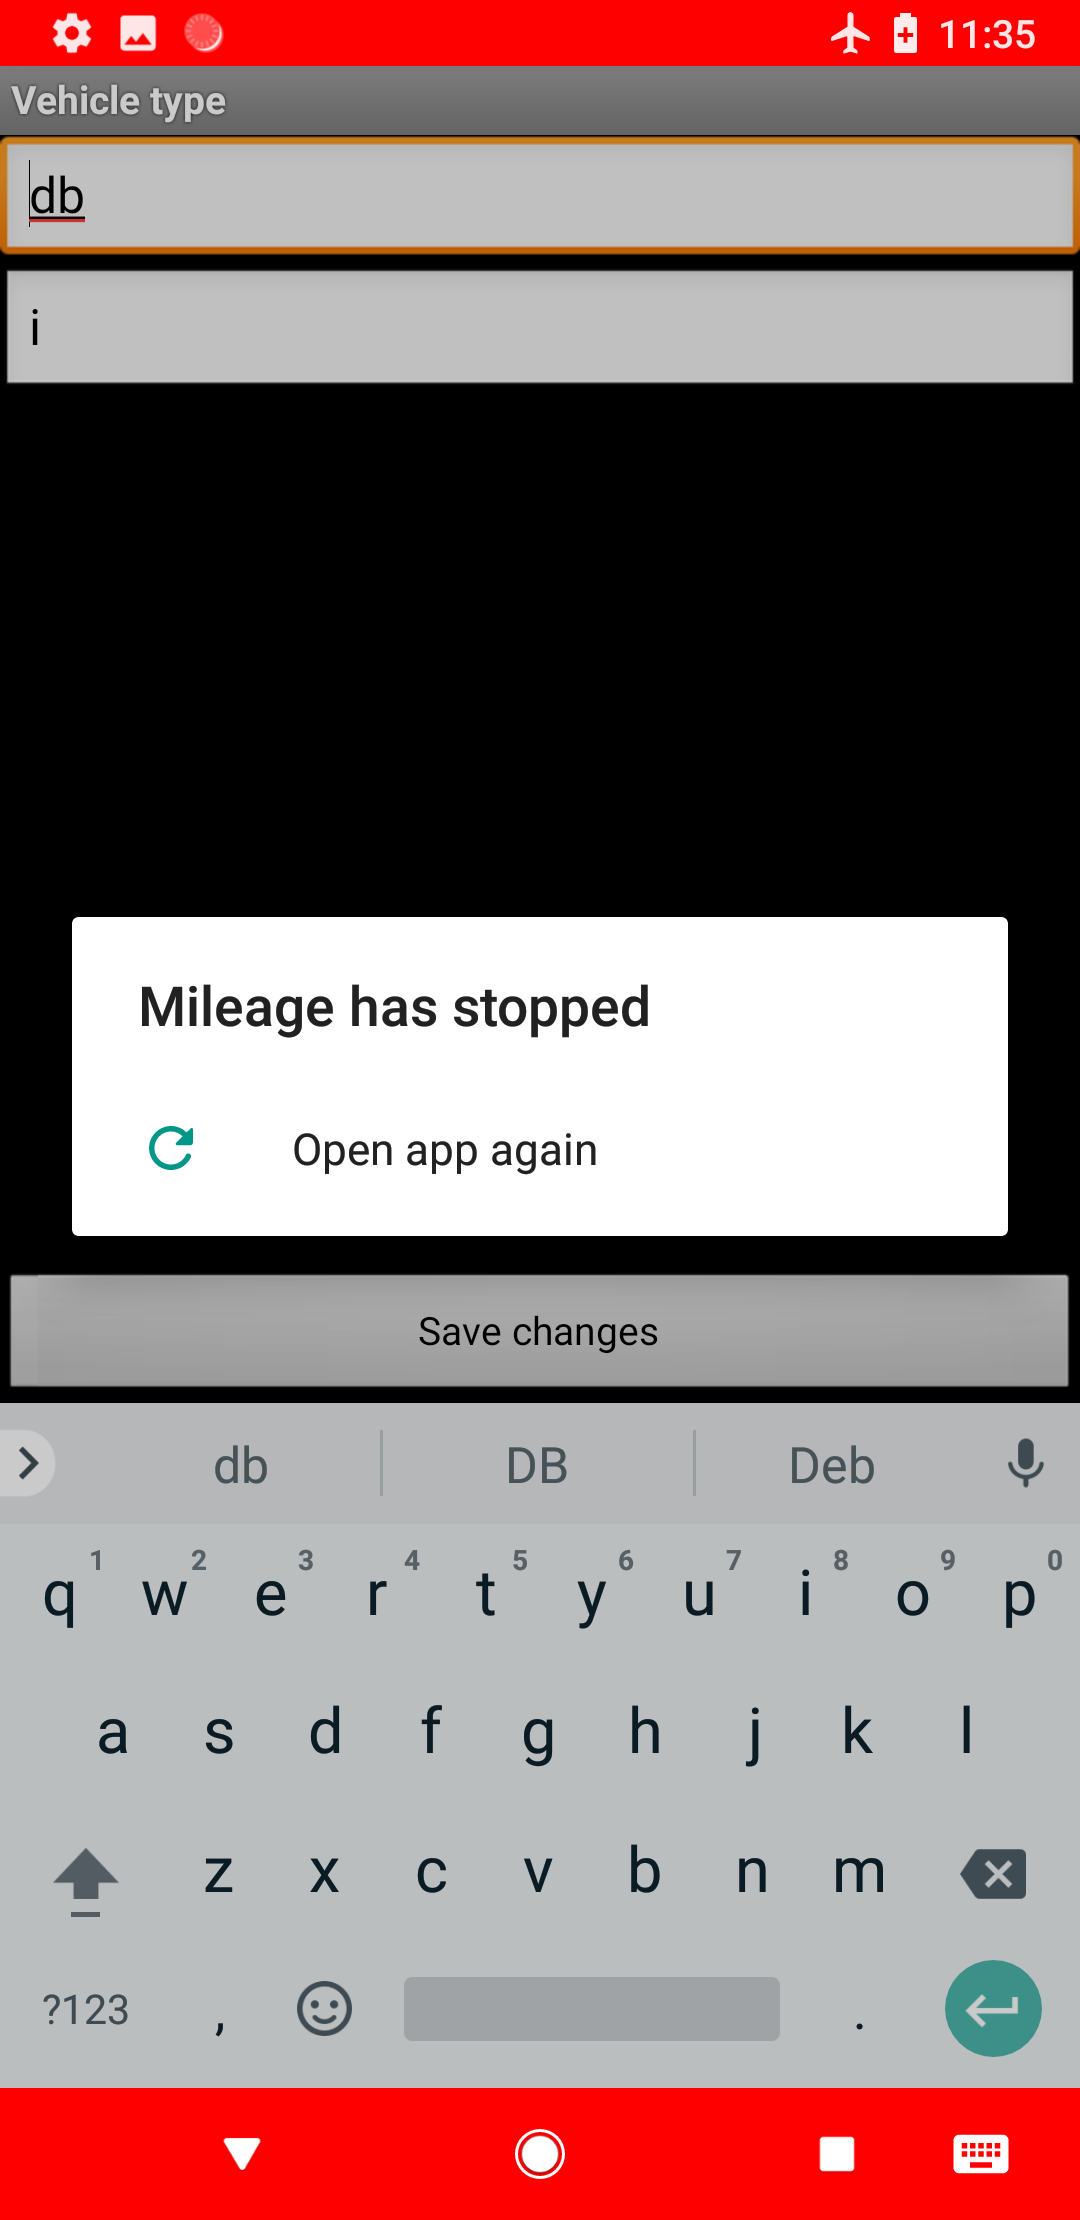 11:35
Vehicle type
db
i
Mileage has stopped
Open app again
Save changes
db DB Deb
1 2 3 4 5 6 7 8 9 0
q w e r t y u i o p
a s d f g h j k l
z x c v b n m
?123 , .